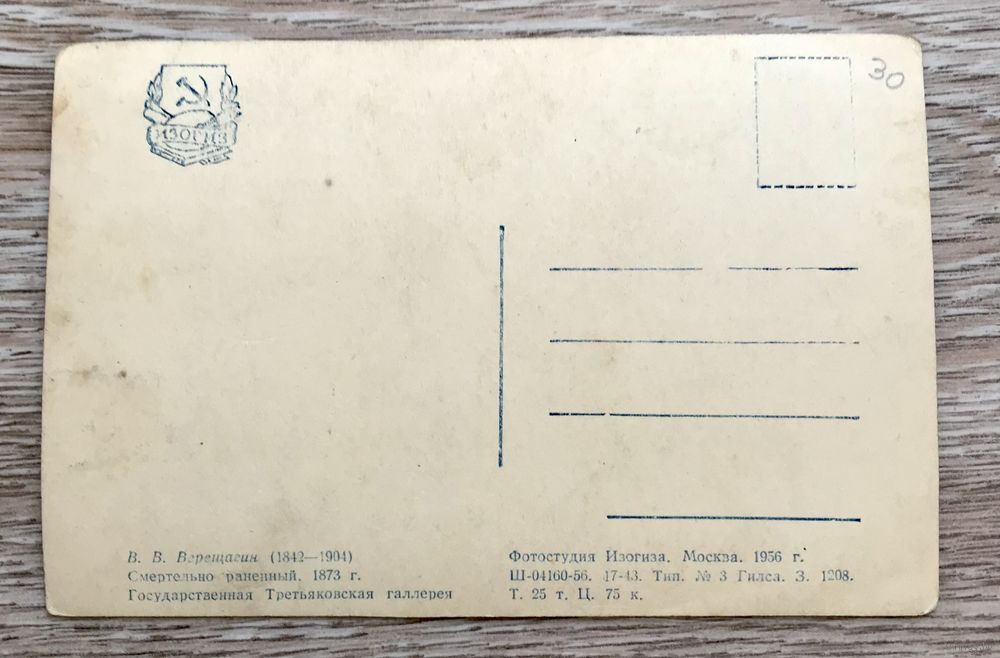 ИЗОГИЗ
30
В. В. Верещагин (1842—1904)
Смертельно раненный. 1873 г.
Государственная Третьяковская галлерея
Фотостудия Изогиза. Москва. 1956 г.
Ш-04160-56. 17-43. Тип. № 3 Гилса. З. 1208.
Т. 25 т. Ц. 75 к.